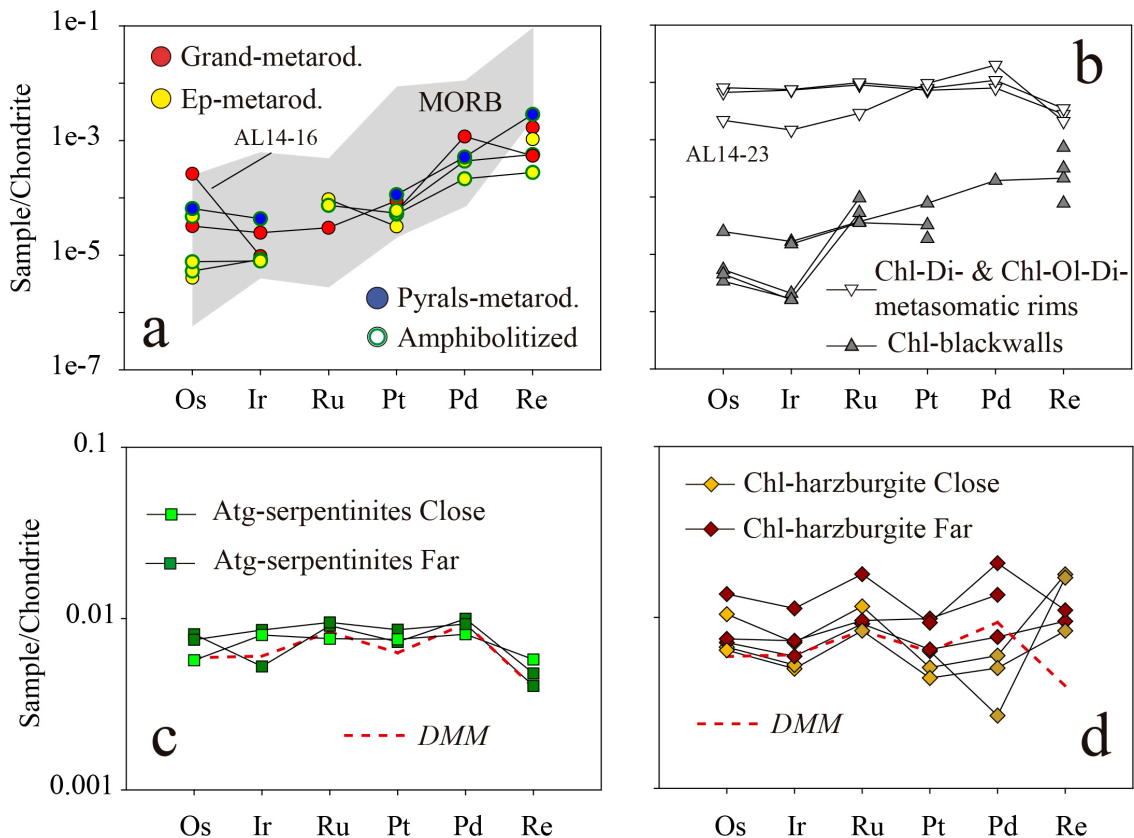 Sample/Chondrite
1e-1
1e-3
1e-5
1e-7
Grand-metarod.
Ep-metarod.
AL14-16
MORB
Pyrals-metarod.
Amphibolitized
a
Os Ir Ru Pt Pd Re
b
AL14-23
Chl-Di- & Chl-Ol-Di-
metasomatic rims
Chl-blackwalls
Os Ir Ru Pt Pd Re
Sample/Chondrite
0.1
0.01
0.001
Atg-serpentinites Close
Atg-serpentinites Far
c
DMM
Os Ir Ru Pt Pd Re
Chl-harzburgite Close
Chl-harzburgite Far
DMM
d
Os Ir Ru Pt Pd Re